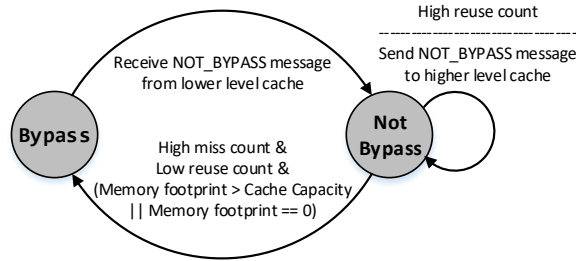 High reuse count
Send NOT_BYPASS message
to higher level cache
Receive NOT_BYPASS message
from lower level cache
Bypass
Not
Bypass
High miss count &
Low reuse count &
(Memory footprint > Cache Capacity
|| Memory footprint == 0)